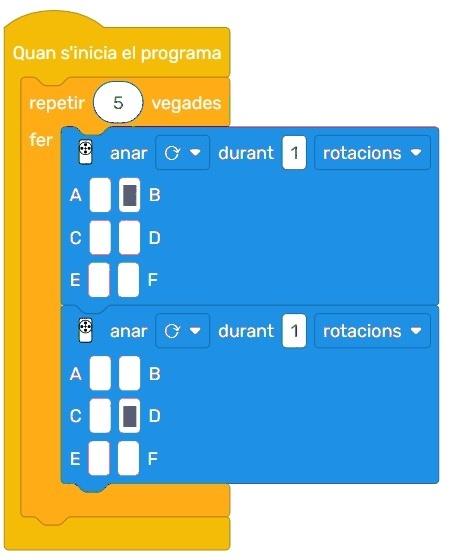 Quan s'inicia el programa
repetir 5 vegades
fer
anar durant 1 rotacions
A B
C D
E F
anar durant 1 rotacions
A B
C D
E F